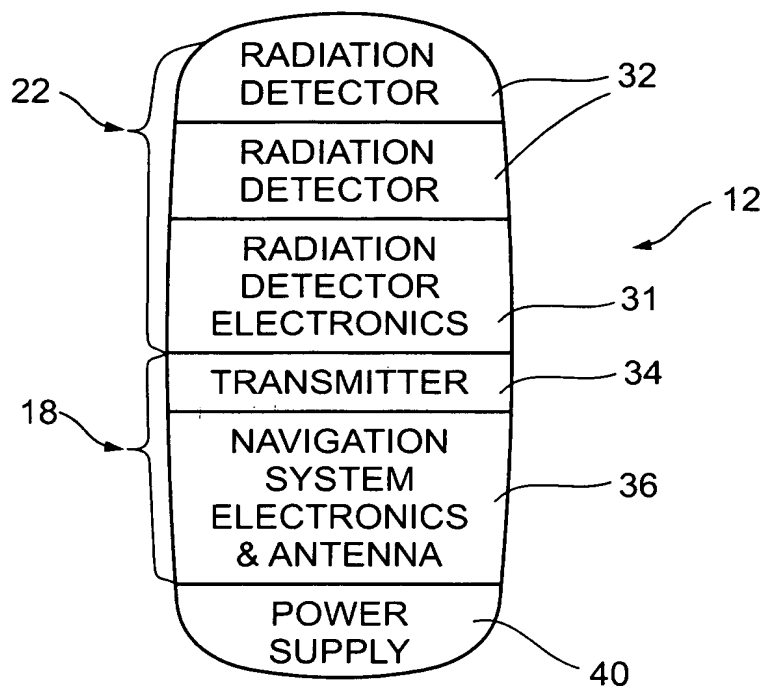 RADIATION
DETECTOR
32
22
RADIATION
DETECTOR
12
RADIATION
DETECTOR
ELECTRONICS
31
TRANSMITTER
34
18
NAVIGATION
SYSTEM
ELECTRONICS
& ANTENNA
36
POWER
SUPPLY
40